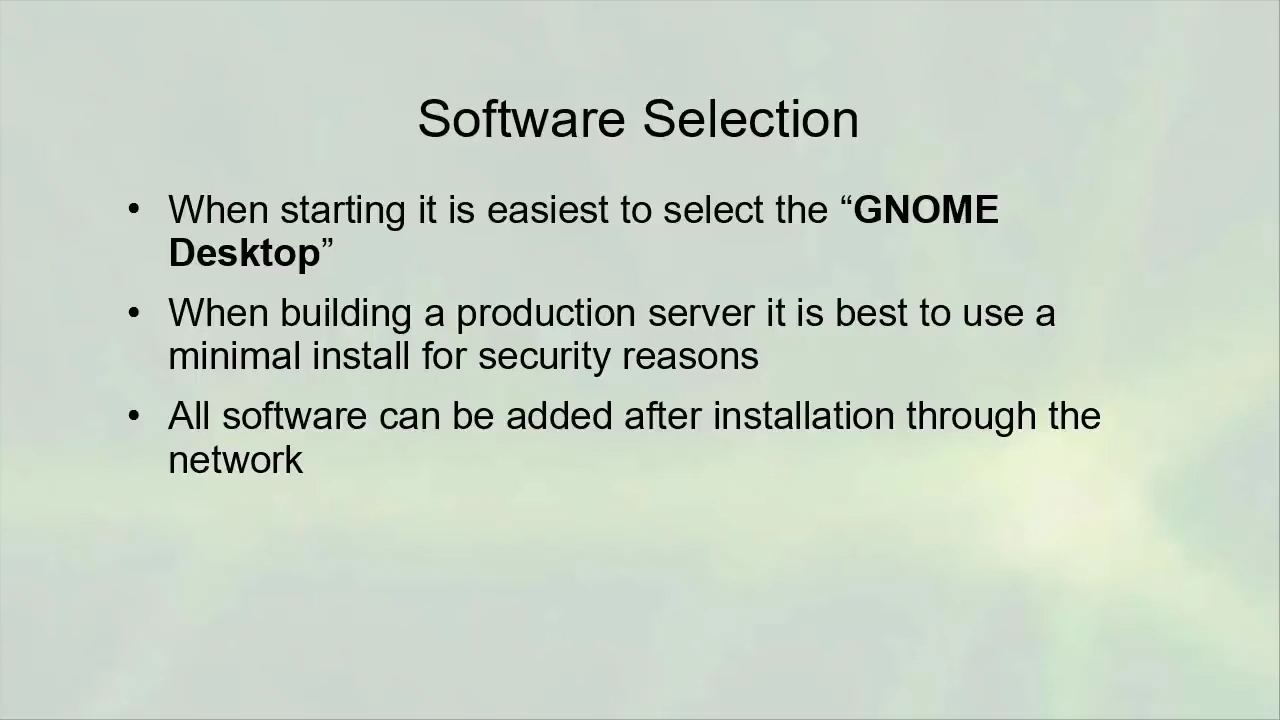 Software Selection
• When starting it is easiest to select the “GNOME
Desktop”
• When building a production server it is best to use a
minimal install for security reasons
• All software can be added after installation through the
network